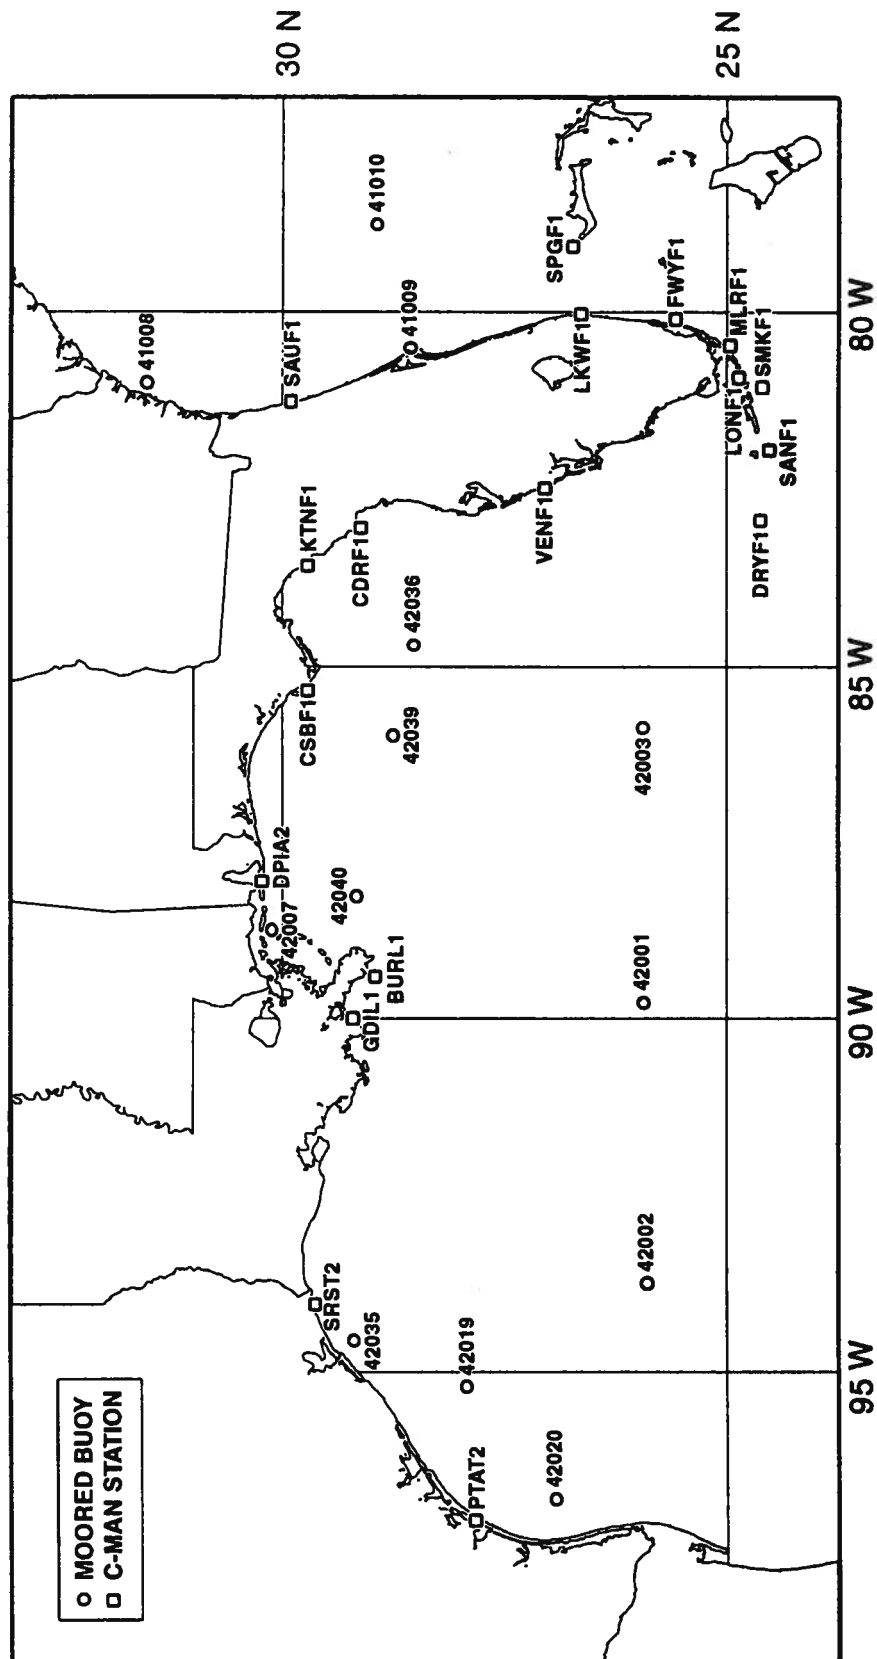 MOORED BUOY
C-MAN STATION
30 N
25 N
95 W
90 W
85 W
80 W
41008
41010
41009
SAUF1
SPGF1
LKWF1
FWYF1
MLRF1
LONF1
SMKF1
SANF1
DRYF1
VENF1
CDRF1
KTNF1
42036
CSBF1
42039
42003
DPIA2
42007
42040
BURL1
GDIL1
42001
SRST2
42035
42019
42002
PTAT2
42020